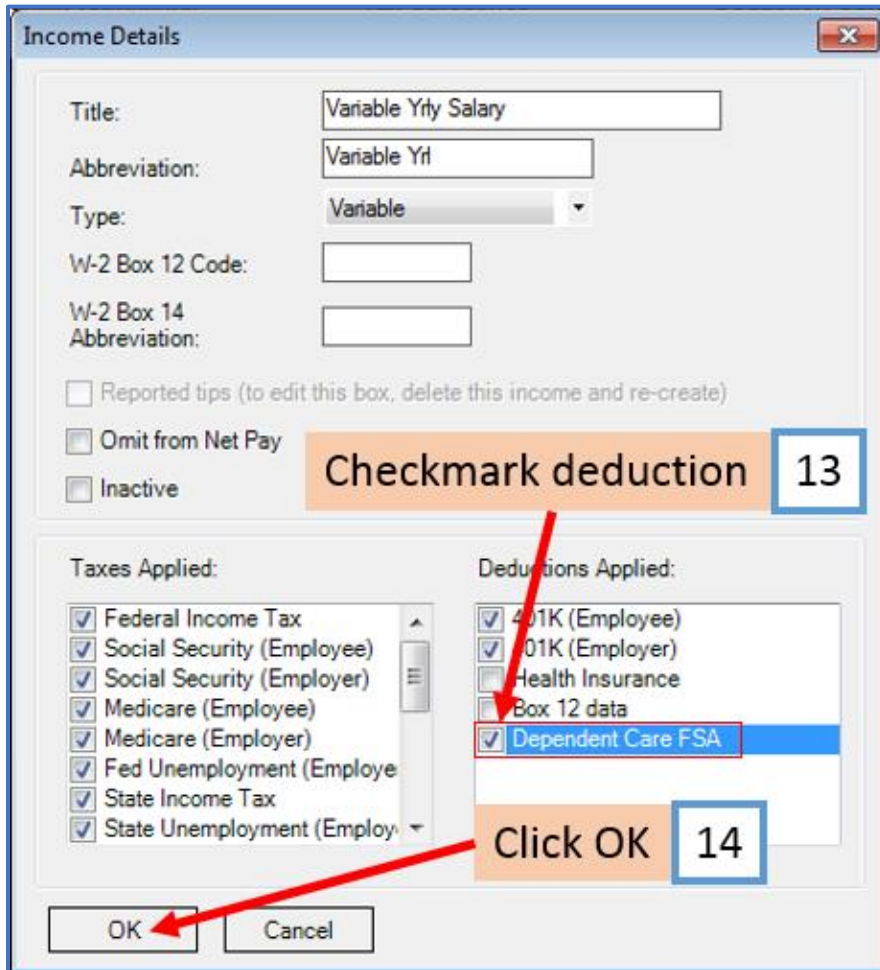 Income Details
Title: Variable Yrly Salary
Abbreviation: Variable Yrl
Type: Variable
W-2 Box 12 Code:
W-2 Box 14
Abbreviation:
Reported tips (to edit this box, delete this income and re-create)
Omit from Net Pay
Inactive
Checkmark deduction 13
Taxes Applied:
Federal Income Tax
Social Security (Employee)
Social Security (Employer)
Medicare (Employee)
Medicare (Employer)
Fed Unemployment (Employe
State Income Tax
State Unemployment (Employ
Deductions Applied:
401K (Employee)
401K (Employer)
Health Insurance
Box 12 data
Dependent Care FSA
Click OK 14
OK
Cancel